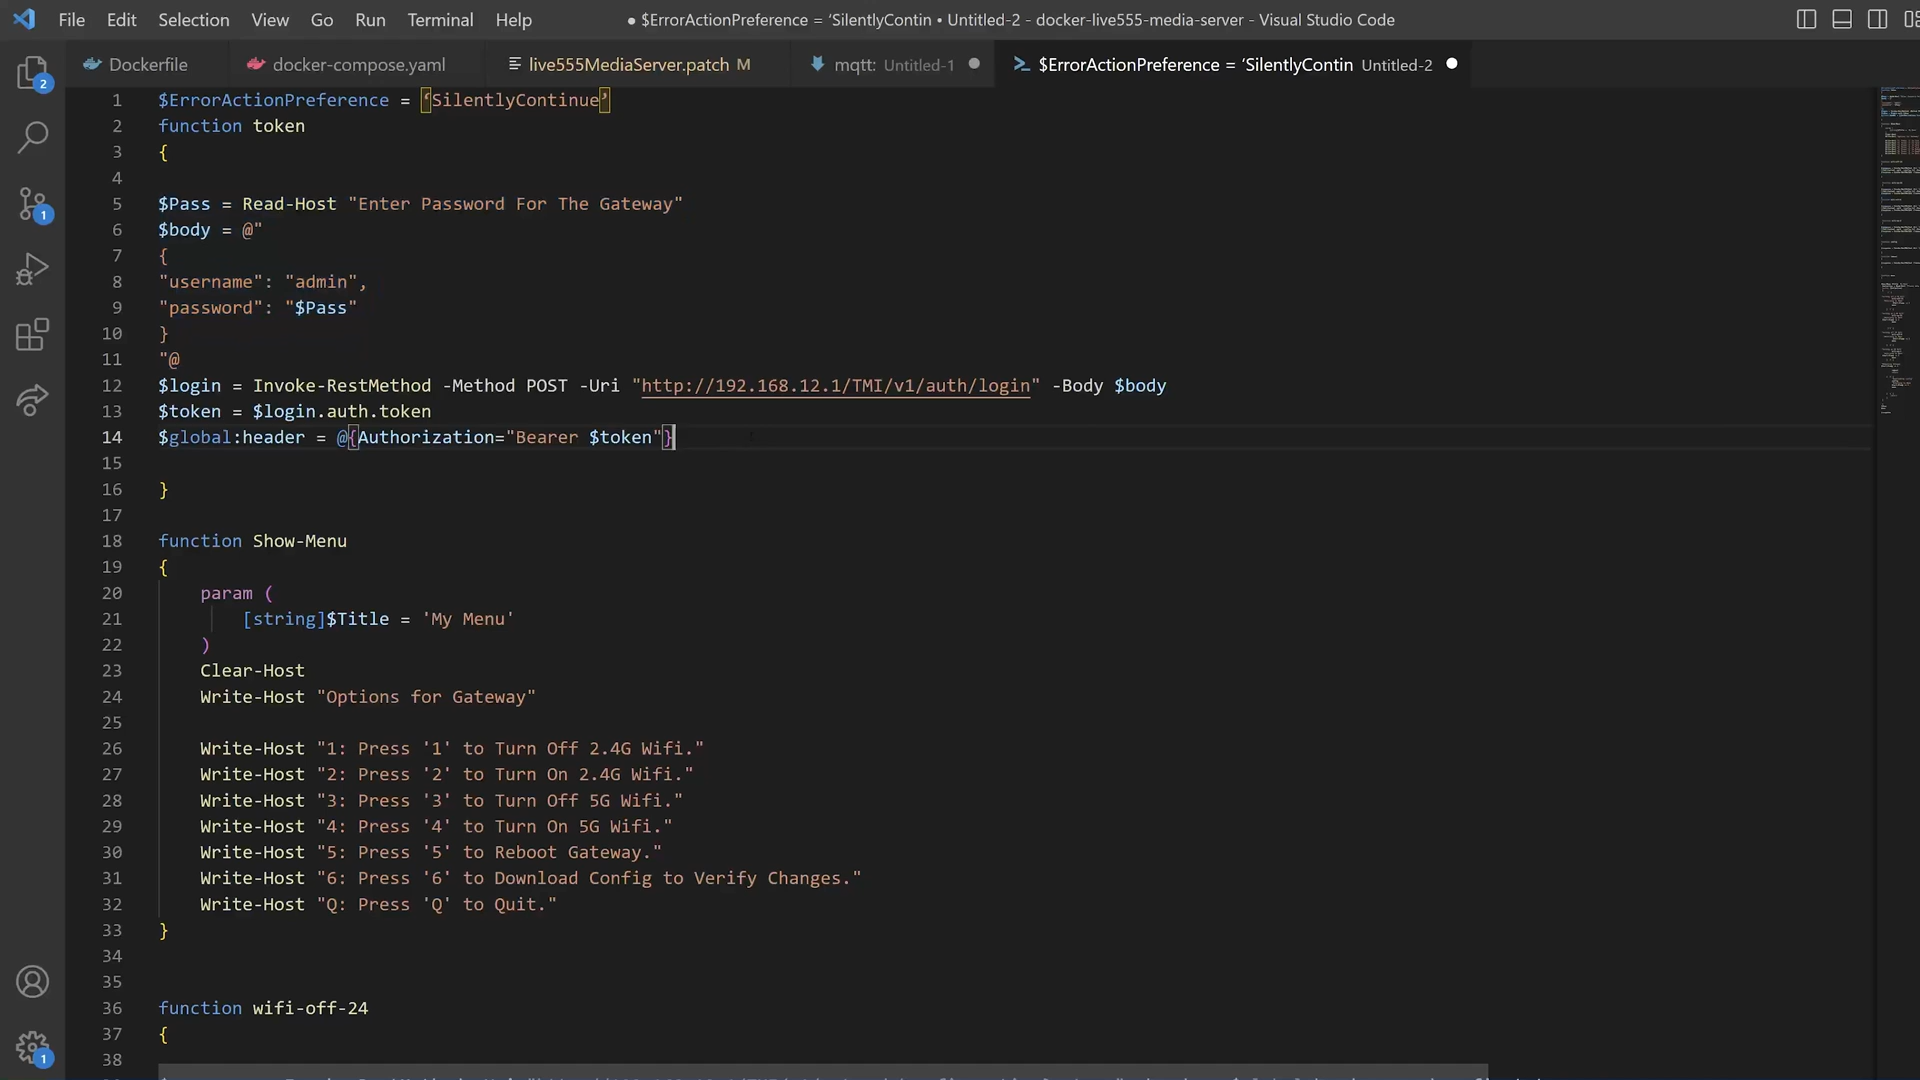 File Edit Selection View Go Run Terminal Help
● $ErrorActionPreference = ‘SilentlyContin • Untitled-2 - docker-live555-media-server - Visual Studio Code
Dockerfile
docker-compose.yaml
live555MediaServer.patch M
mqtt: Untitled-1 ●
$ErrorActionPreference = ‘SilentlyContin Untitled-2 ●
2
1
1
1 $ErrorActionPreference = ‘SilentlyContinue’
2 function token
3 {
4
5 $Pass = Read-Host "Enter Password For The Gateway"
6 $body = @"
7 {
8 "username": "admin",
9 "password": "$Pass"
10 }
11 "@
12 $login = Invoke-RestMethod -Method POST -Uri "http://192.168.12.1/TMI/v1/auth/login" -Body $body
13 $token = $login.auth.token
14 $global:header = @{Authorization="Bearer $token"}
15
16 }
17
18 function Show-Menu
19 {
20 param (
21 [string]$Title = 'My Menu'
22 )
23 Clear-Host
24 Write-Host "Options for Gateway"
25
26 Write-Host "1: Press '1' to Turn Off 2.4G Wifi."
27 Write-Host "2: Press '2' to Turn On 2.4G Wifi."
28 Write-Host "3: Press '3' to Turn Off 5G Wifi."
29 Write-Host "4: Press '4' to Turn On 5G Wifi."
30 Write-Host "5: Press '5' to Reboot Gateway."
31 Write-Host "6: Press '6' to Download Config to Verify Changes."
32 Write-Host "Q: Press 'Q' to Quit."
33 }
34
35
36 function wifi-off-24
37 {
38